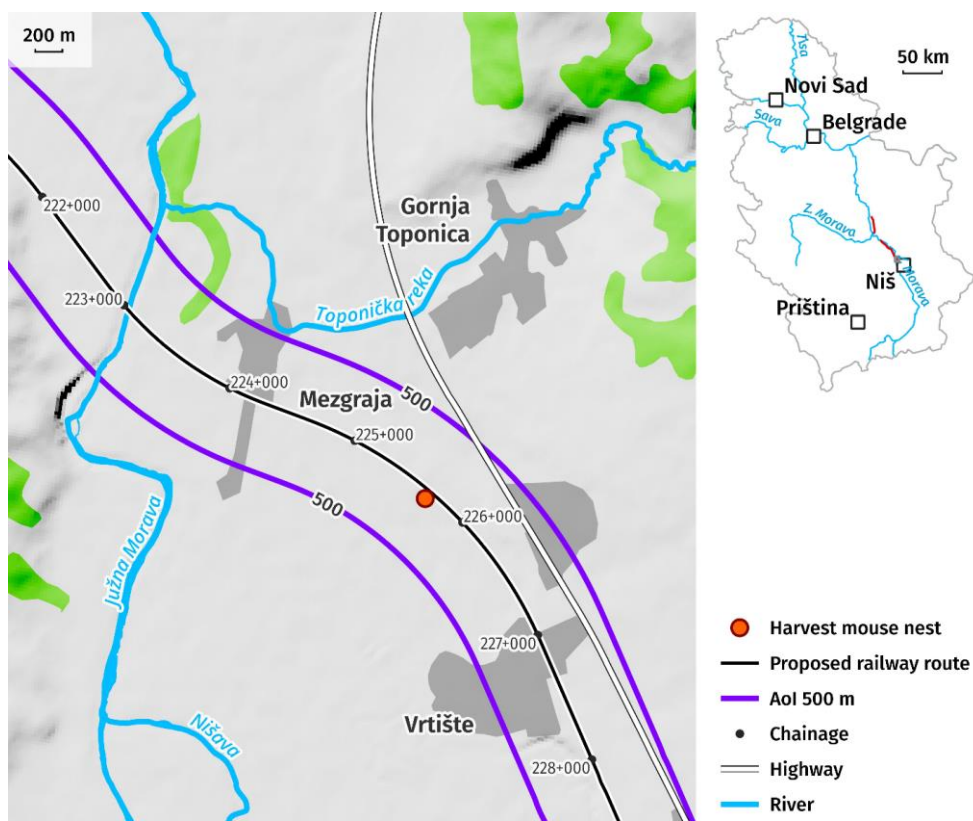 200 m
222+000
223+000
Gornja
Toponica
Toponička reka
224+000
Mezgraja
500
225+000
500
226+000
Južna Morava
227+000
Vrtište
Nišava
228+000
Tisa
50 km
Novi Sad
Sava
Belgrade
Z. Morava
Niš
Morava
Priština
Harvest mouse nest
Proposed railway route
AoI 500 m
Chainage
Highway
River